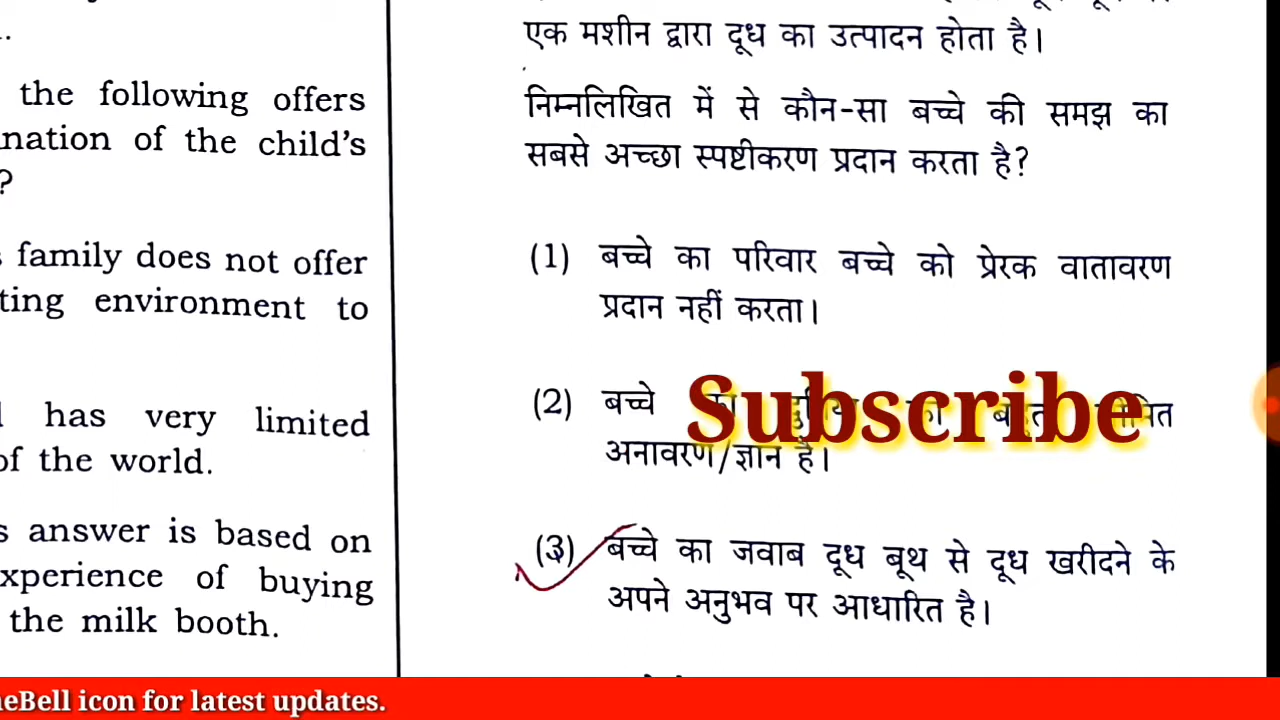 the following offers
nation of the child's
?
family does not offer
ting environment to
has very limited
of the world.
s answer is based on
xperience of buying
the milk booth.
एक मशीन द्वारा दूध का उत्पादन होता है।
निम्नलिखित में से कौन-सा बच्चे की समझ का
सबसे अच्छा स्पष्टीकरण प्रदान करता है?
(1) बच्चे का परिवार बच्चे को प्रेरक वातावरण
प्रदान नहीं करता।
(2) बच्चे
अनावरण/ज्ञान है।
Subscribe
(3) बच्चे का जवाब दूध बूथ से दूध खरीदने के
अपने अनुभव पर आधारित है।
neBell icon for latest updates.